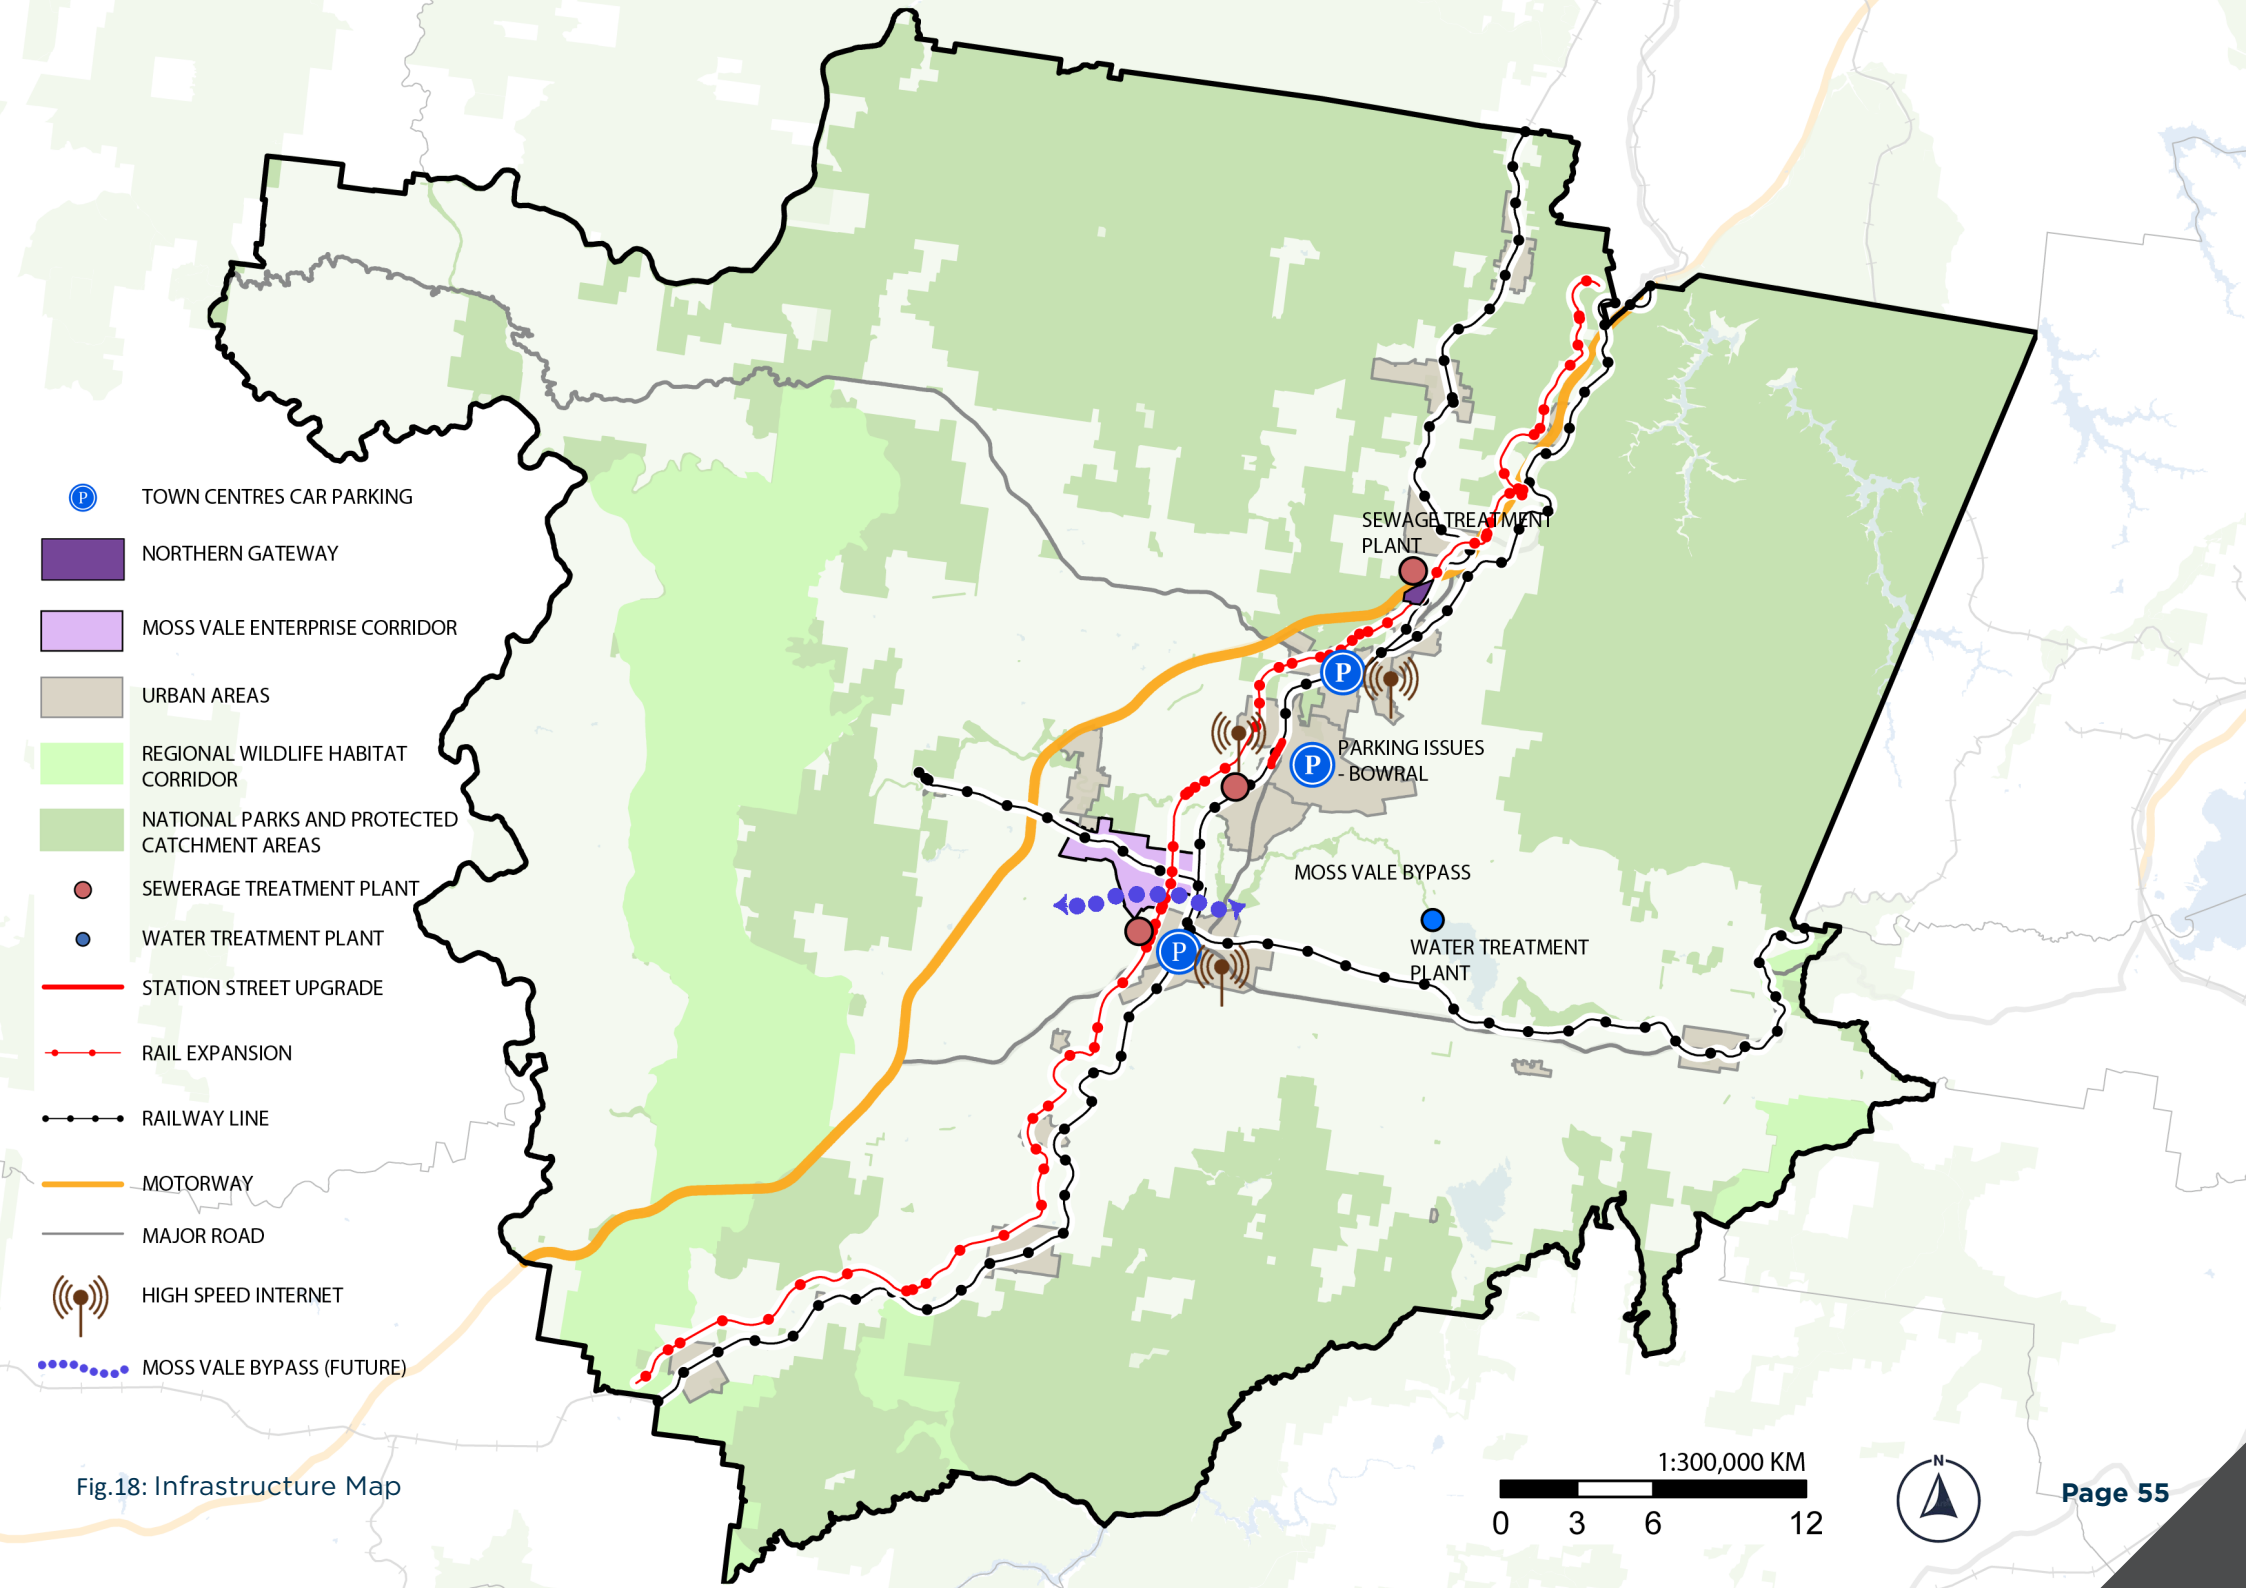 P TOWN CENTRES CAR PARKING
NORTHERN GATEWAY
MOSS VALE ENTERPRISE CORRIDOR
URBAN AREAS
REGIONAL WILDLIFE HABITAT
CORRIDOR
NATIONAL PARKS AND PROTECTED
CATCHMENT AREAS
SEWERAGE TREATMENT PLANT
WATER TREATMENT PLANT
STATION STREET UPGRADE
RAIL EXPANSION
RAILWAY LINE
MOTORWAY
MAJOR ROAD
HIGH SPEED INTERNET
MOSS VALE BYPASS (FUTURE)
SEWAGE TREATMENT
PLANT
P
P
PARKING ISSUES
- BOWRAL
MOSS VALE BYPASS
P
WATER TREATMENT
PLANT
Fig.18: Infrastructure Map
1:300,000 KM
0 3 6 12
N
Page 55